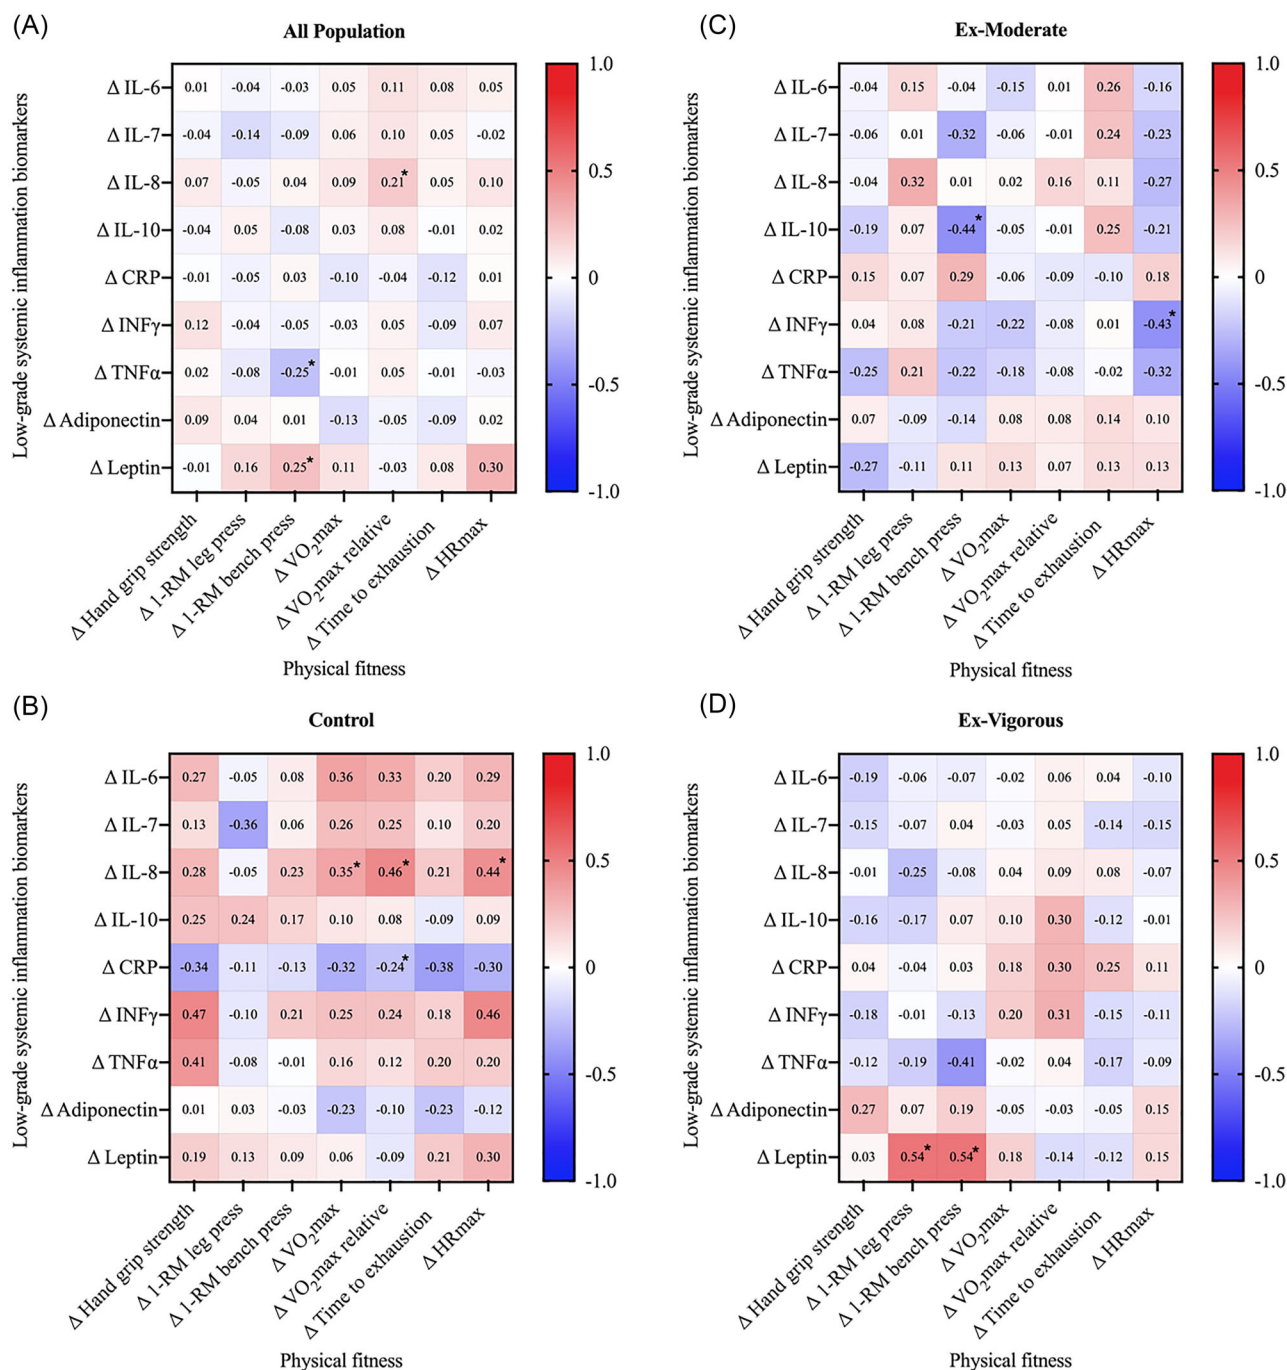 (A)
All Population
Low-grade systemic inflammation biomarkers
Δ IL-6 0.01 -0.04 -0.03 0.05 0.11 0.08 0.05
Δ IL-7 -0.04 -0.14 -0.09 0.06 0.10 0.05 -0.02
Δ IL-8 0.07 -0.05 0.04 0.09 0.21* 0.05 0.10
Δ IL-10 -0.04 0.05 -0.08 0.03 0.08 -0.01 0.02
Δ CRP -0.01 -0.05 0.03 -0.10 -0.04 -0.12 0.01
Δ INFγ 0.12 -0.04 -0.05 -0.03 0.05 -0.09 0.07
Δ TNFα 0.02 -0.08 -0.25* -0.01 0.05 -0.01 -0.03
Δ Adiponectin 0.09 0.04 0.01 -0.13 -0.05 -0.09 0.02
Δ Leptin -0.01 0.16 0.25* 0.11 -0.03 0.08 0.30
1.0
0.5
0
-0.5
-1.0
Δ Hand grip strength
Δ 1-RM leg press
Δ 1-RM bench press
Δ VO₂max
Δ VO₂max relative
Δ Time to exhaustion
Δ HRmax
Physical fitness
(C)
Ex-Moderate
Low-grade systemic inflammation biomarkers
Δ IL-6 -0.04 0.15 -0.04 -0.15 0.01 0.26 -0.16
Δ IL-7 -0.06 0.01 -0.32 -0.06 -0.01 0.24 -0.23
Δ IL-8 -0.04 0.32 0.01 0.02 0.16 0.11 -0.27
Δ IL-10 -0.19 0.07 -0.44* -0.05 -0.01 0.25 -0.21
Δ CRP 0.15 0.07 0.29 -0.06 -0.09 -0.10 0.18
Δ INFγ 0.04 0.08 -0.21 -0.22 -0.08 0.01 -0.43*
Δ TNFα -0.25 0.21 -0.22 -0.18 -0.08 -0.02 -0.32
Δ Adiponectin 0.07 -0.09 -0.14 0.08 0.08 0.14 0.10
Δ Leptin -0.27 -0.11 0.11 0.13 0.07 0.13 0.13
1.0
0.5
0
-0.5
-1.0
Δ Hand grip strength
Δ 1-RM leg press
Δ 1-RM bench press
Δ VO₂max
Δ VO₂max relative
Δ Time to exhaustion
Δ HRmax
Physical fitness
(B)
Control
Low-grade systemic inflammation biomarkers
Δ IL-6 0.27 -0.05 0.08 0.36 0.33 0.20 0.29
Δ IL-7 0.13 -0.36 0.06 0.26 0.25 0.10 0.20
Δ IL-8 0.28 -0.05 0.23 0.35* 0.46* 0.21 0.44*
Δ IL-10 0.25 0.24 0.17 0.10 0.08 -0.09 0.09
Δ CRP -0.34 -0.11 -0.13 -0.32 -0.24* -0.38 -0.30
Δ INFγ 0.47 -0.10 0.21 0.25 0.24 0.18 0.46
Δ TNFα 0.41 -0.08 -0.01 0.16 0.12 0.20 0.20
Δ Adiponectin 0.01 0.03 -0.03 -0.23 -0.10 -0.23 -0.12
Δ Leptin 0.19 0.13 0.09 0.06 -0.09 0.21 0.30
1.0
0.5
0
-0.5
-1.0
Δ Hand grip strength
Δ 1-RM leg press
Δ 1-RM bench press
Δ VO₂max
Δ VO₂max relative
Δ Time to exhaustion
Δ HRmax
Physical fitness
(D)
Ex-Vigorous
Low-grade systemic inflammation biomarkers
Δ IL-6 -0.19 -0.06 -0.07 -0.02 0.06 0.04 -0.10
Δ IL-7 -0.15 -0.07 0.04 -0.03 0.05 -0.14 -0.15
Δ IL-8 -0.01 -0.25 -0.08 0.04 0.09 0.08 -0.07
Δ IL-10 -0.16 -0.17 0.07 0.10 0.30 -0.12 -0.01
Δ CRP 0.04 -0.04 0.03 0.18 0.30 0.25 0.11
Δ INFγ -0.18 -0.01 -0.13 0.20 0.31 -0.15 -0.11
Δ TNFα -0.12 -0.19 -0.41 -0.02 0.04 -0.17 -0.09
Δ Adiponectin 0.27 0.07 0.19 -0.05 -0.03 -0.05 0.15
Δ Leptin 0.03 0.54* 0.54* 0.18 -0.14 -0.12 0.15
1.0
0.5
0
-0.5
-1.0
Δ Hand grip strength
Δ 1-RM leg press
Δ 1-RM bench press
Δ VO₂max
Δ VO₂max relative
Δ Time to exhaustion
Δ HRmax
Physical fitness